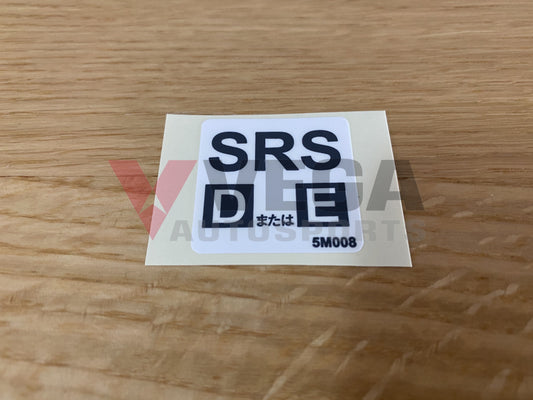 SRS
D または E
5M008
VEGA
AUTOSPORTS